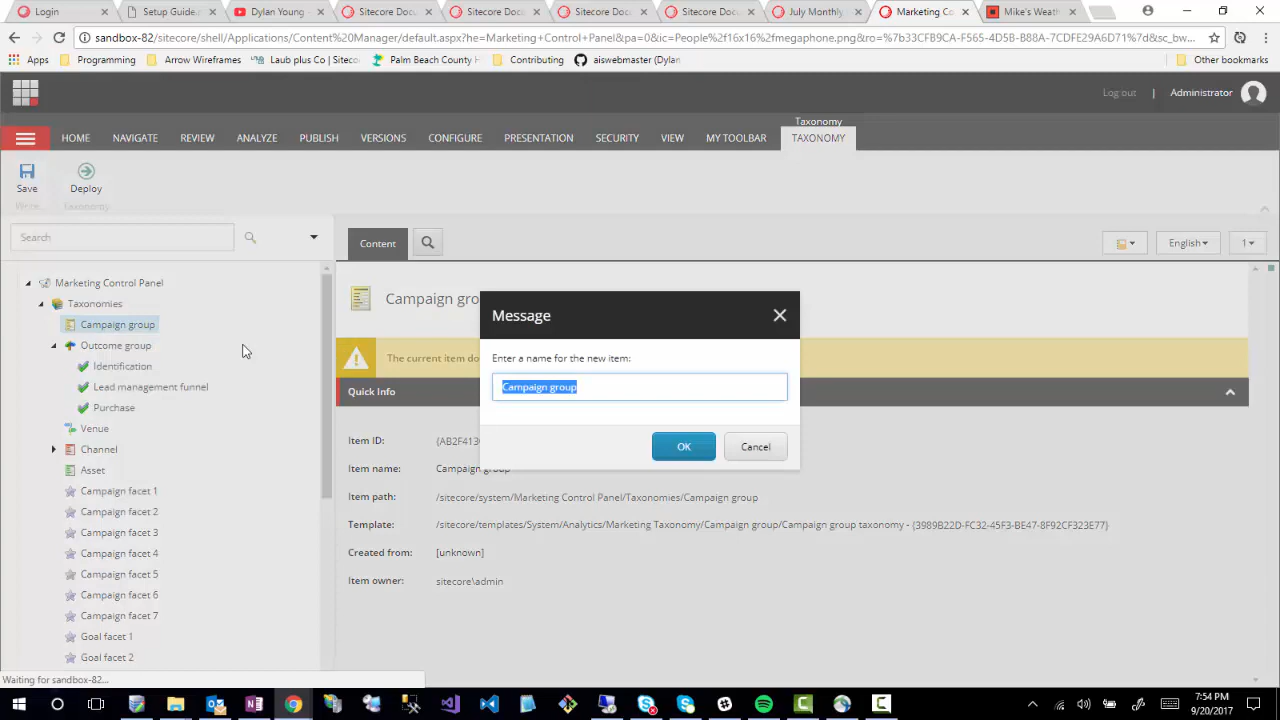 Login
Setup Guide
Dylan Young -
Sitecore Doc
Sitecore Doc
Sitecore Doc
Sitecore Doc
July Monthly
Marketing Co
Mike's Weath
sandbox-82/sitecore/shell/Applications/Content%20Manager/default.aspx?he=Marketing+Control+Panel&pa=0&ic=People%2f16x16%2fmegaphone.png&ro=%7b33CFB9CA-F565-4D5B-B88A-7CDFE29A6D71%7d&sc_bw...
Apps
Programming
Arrow Wireframes
Laub plus Co | Siteco
Palm Beach County H
Contributing
aiswebmaster (Dylan
Other bookmarks
Log out | Administrator
Taxonomy
HOME NAVIGATE REVIEW ANALYZE PUBLISH VERSIONS CONFIGURE PRESENTATION SECURITY VIEW MY TOOLBAR TAXONOMY
Save Deploy
Write Taxonomy
Search
Content
English
1
Marketing Control Panel
Taxonomies
Campaign group
Outcome group
Identification
Lead management funnel
Purchase
Venue
Channel
Asset
Campaign facet 1
Campaign facet 2
Campaign facet 3
Campaign facet 4
Campaign facet 5
Campaign facet 6
Campaign facet 7
Goal facet 1
Goal facet 2
Campaign gro
The current item do
Quick Info
Item ID: {AB2F413
Item name: Campaign group
Item path: /sitecore/system/Marketing Control Panel/Taxonomies/Campaign group
Template: /sitecore/templates/System/Analytics/Marketing Taxonomy/Campaign group/Campaign group taxonomy - {3989B22D-FC32-45F3-BE47-8F92CF323E77}
Created from: [unknown]
Item owner: sitecore\admin
Message
Enter a name for the new item:
Campaign group
OK Cancel
Waiting for sandbox-82...
7:54 PM
9/20/2017